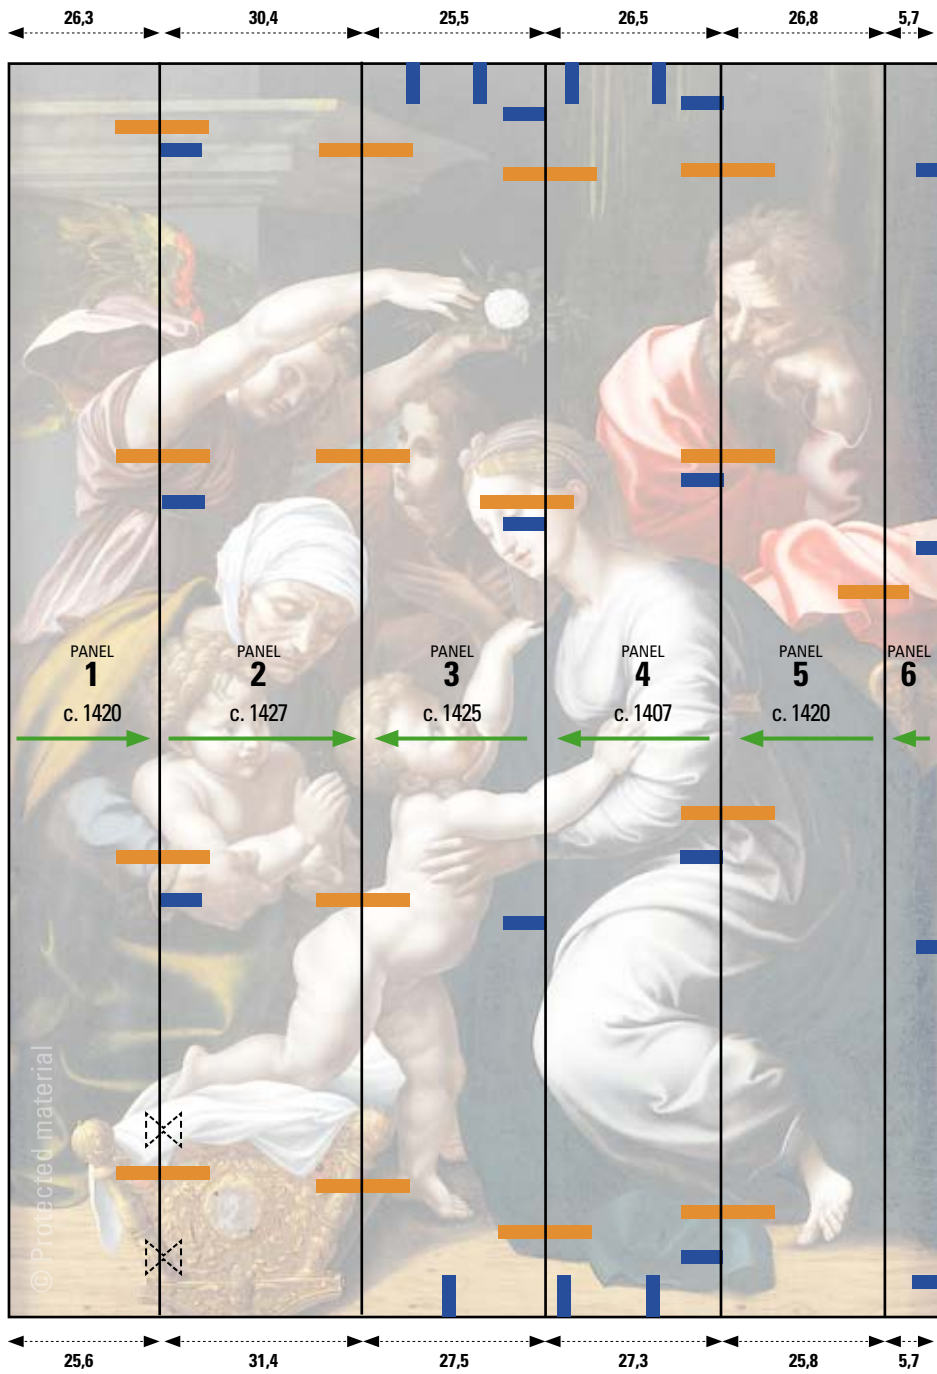 26,3 30,4 25,5 26,5 26,8 5,7
PANEL PANEL PANEL PANEL PANEL PANEL
1 2 3 4 5 6
c. 1420 c. 1427 c. 1425 c. 1407 c. 1420
© Protected material
25,6 31,4 27,5 27,3 25,8 5,7